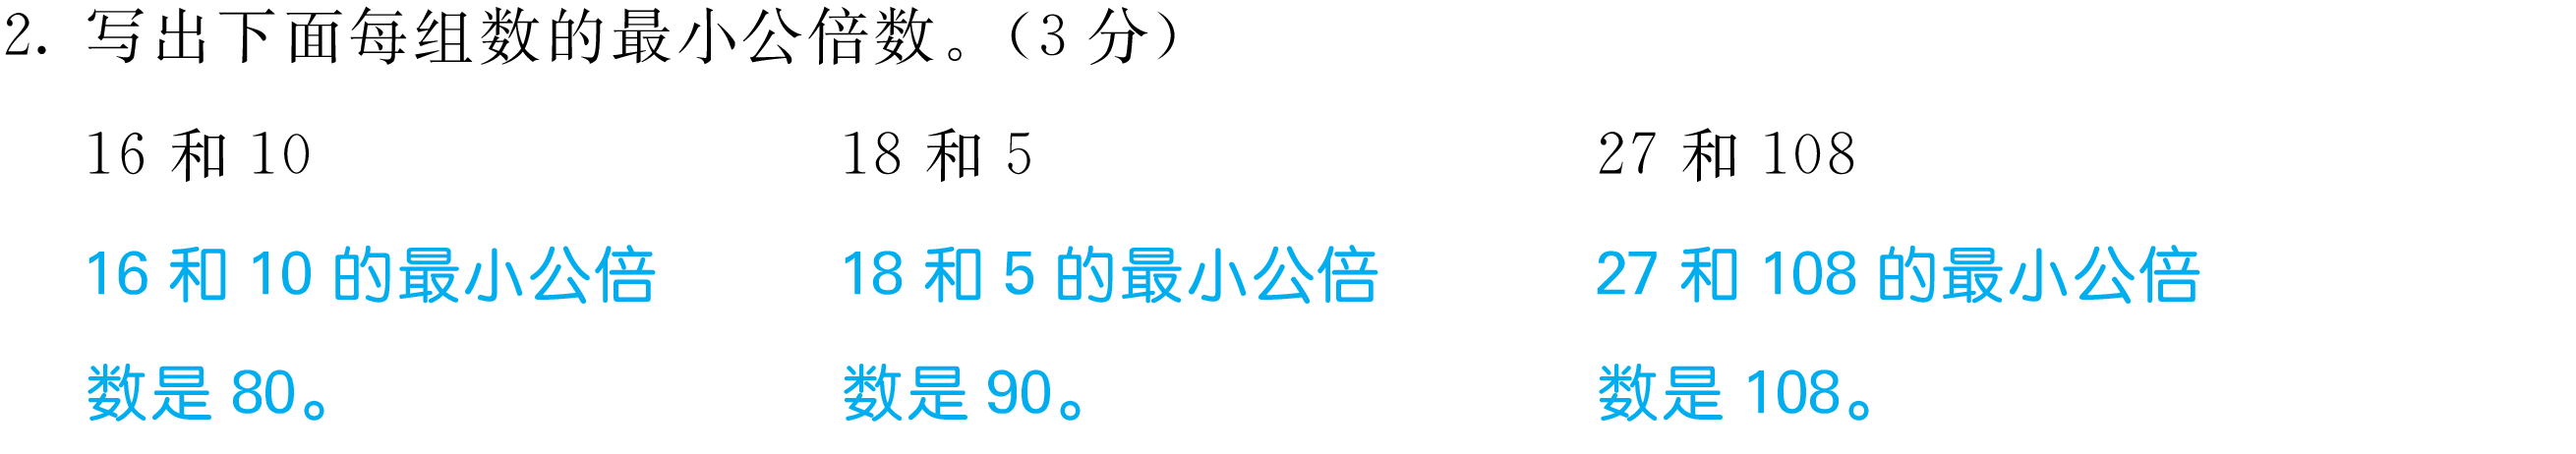 2. 写出下面每组数的最小公倍数。（3 分）
16 和 10 18 和 5 27 和 108
16 和 10 的最小公倍 18 和 5 的最小公倍 27 和 108 的最小公倍
数是 80。 数是 90。 数是 108。